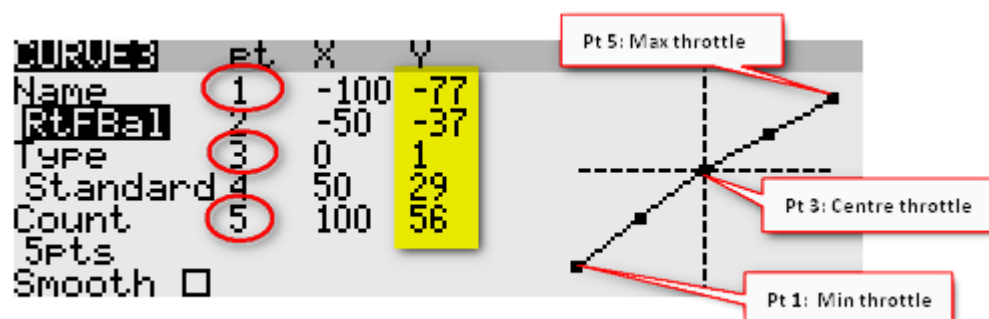 CURVE3 pt X Y
Name 1 -100 -77
RtFBal 2 -50 -37
Type 3 0 1
Standard 4 50 29
Count 5 100 56
5pts
Smooth
Pt 5: Max throttle
Pt 3: Centre throttle
Pt 1: Min throttle